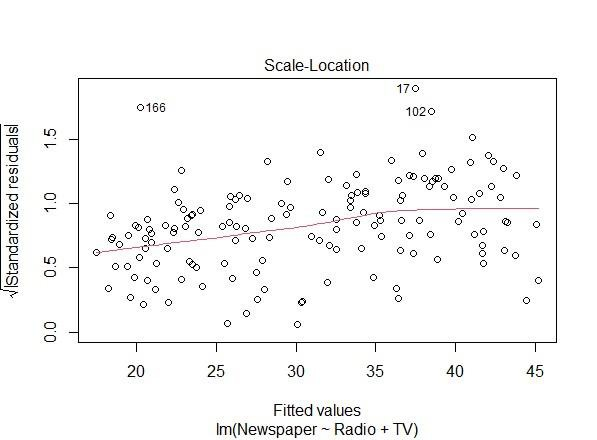 Scale-Location
√|Standardized residuals|
17
102
166
0.0 0.5 1.0 1.5
20 25 30 35 40 45
Fitted values
lm(Newspaper ~ Radio + TV)